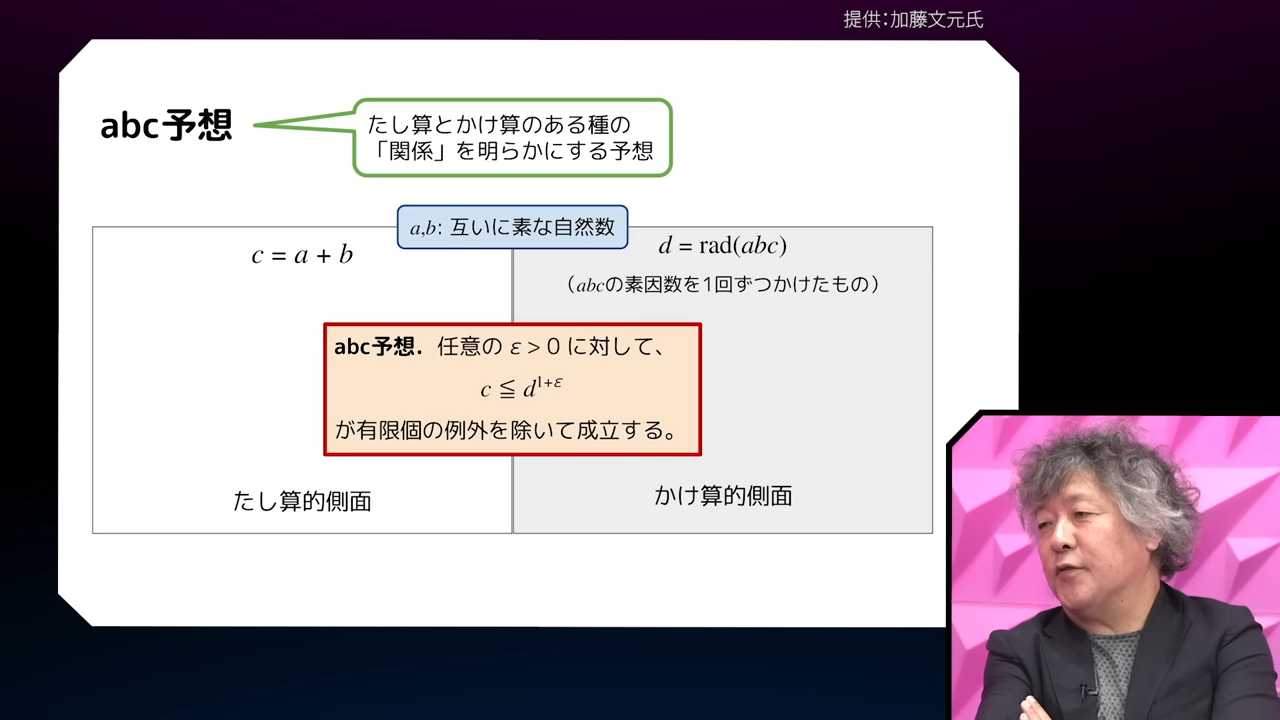 提供：加藤文元氏
abc予想
たし算とかけ算のある種の
「関係」を明らかにする予想
a,b: 互いに素な自然数
c = a + b
d = rad(abc)
（abcの素因数を1回ずつかけたもの）
abc予想. 任意の ε > 0 に対して、
c ≦ d^{1+ε}
が有限個の例外を除いて成立する。
たし算的側面
かけ算的側面